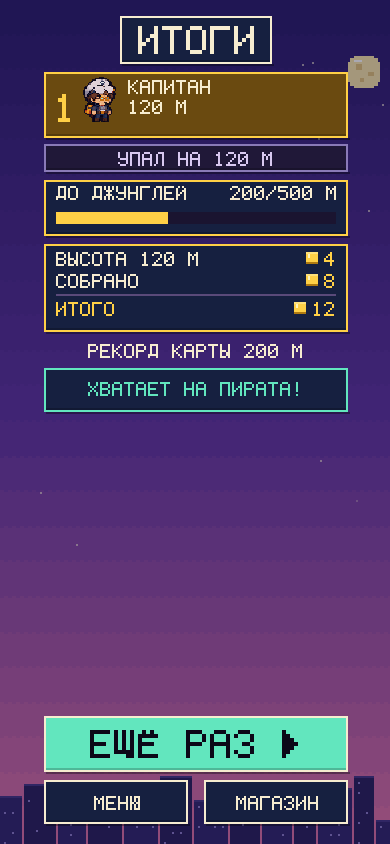 ИТОГИ
1
КАПИТАН
120 М
УПАЛ НА 120 М
ДО ДЖУНГЛЕЙ 200/500 М
ВЫСОТА 120 М 4
СОБРАНО 8
ИТОГО 12
РЕКОРД КАРТЫ 200 М
ХВАТАЕТ НА ПИРАТА!
ЕЩЁ РАЗ
МЕНЮ
МАГАЗИН